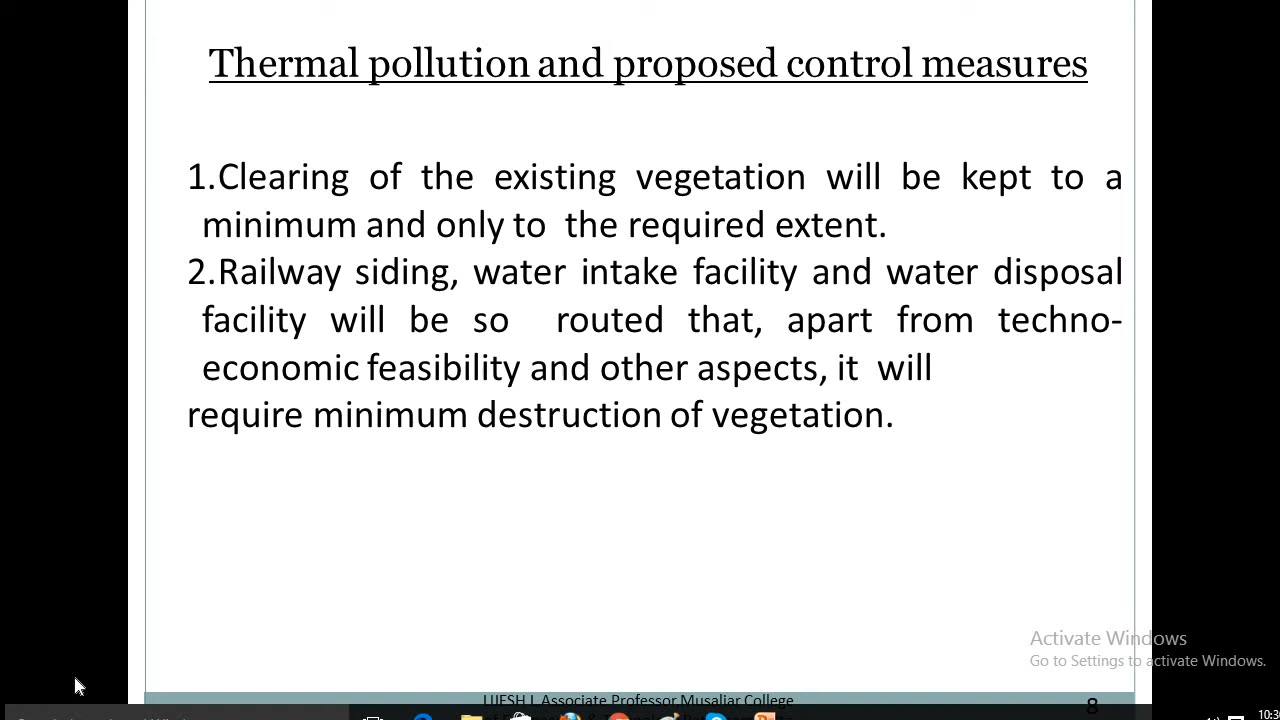 Thermal pollution and proposed control measures
1.Clearing of the existing vegetation will be kept to a
minimum and only to the required extent.
2.Railway siding, water intake facility and water disposal
facility will be so routed that, apart from techno-
economic feasibility and other aspects, it will
require minimum destruction of vegetation.
Activate Windows
Go to Settings to activate Windows.
Associate Professor Musaliar College
8